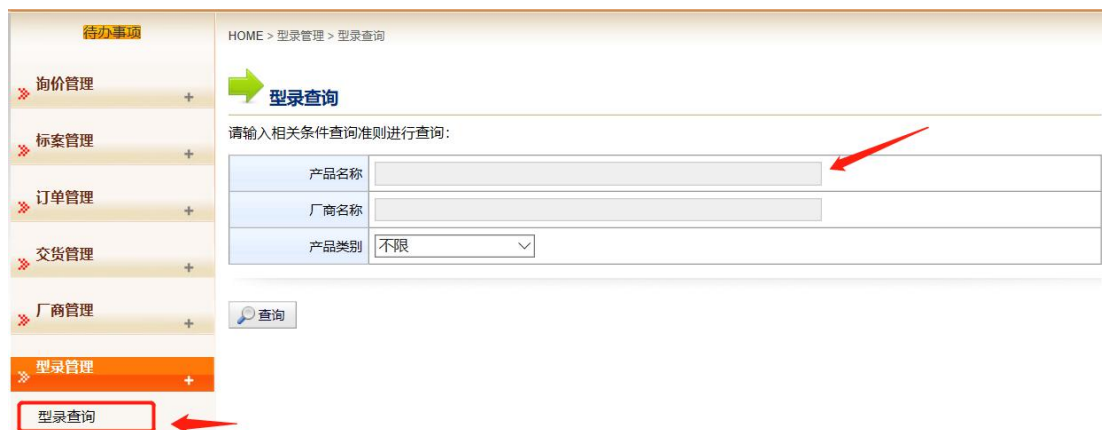 待办事项
询价管理
标案管理
订单管理
交货管理
厂商管理
型录管理
型录查询
HOME > 型录管理 > 型录查询
型录查询
请输入相关条件查询准则进行查询:
产品名称
厂商名称
产品类别 不限
查询